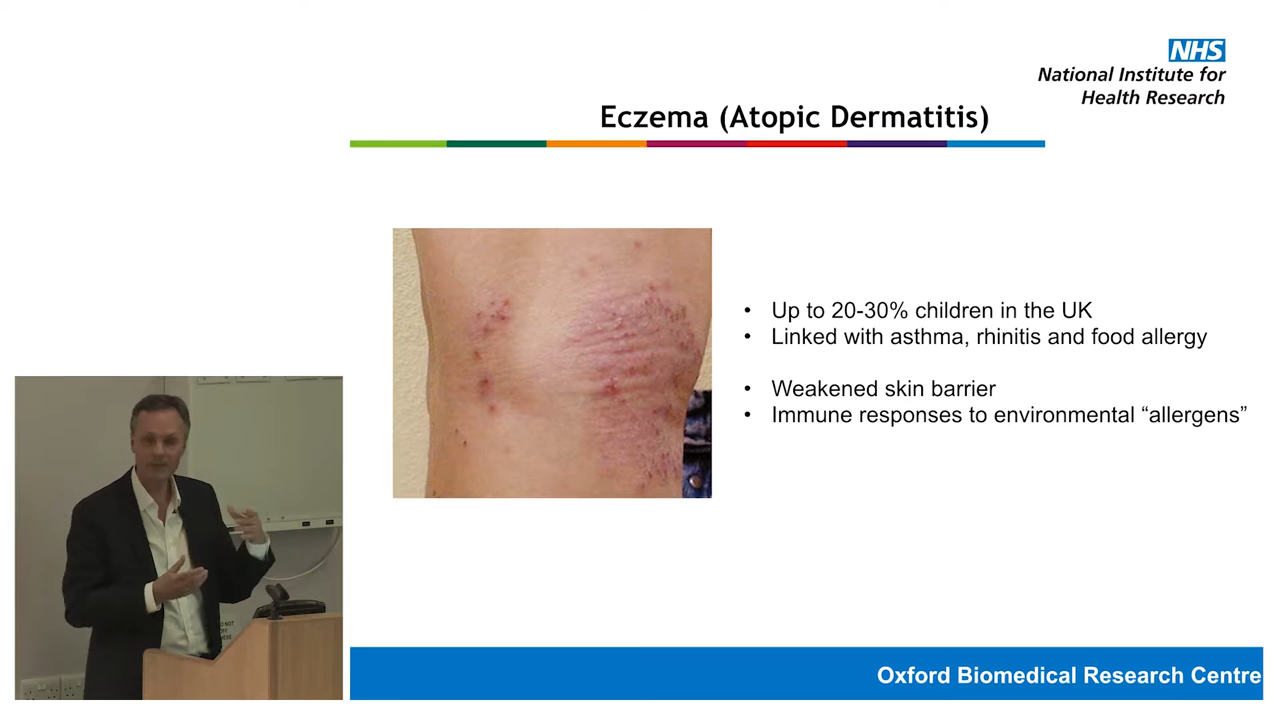 NHS
National Institute for
Health Research
Eczema (Atopic Dermatitis)
• Up to 20-30% children in the UK
• Linked with asthma, rhinitis and food allergy
• Weakened skin barrier
• Immune responses to environmental “allergens”
Oxford Biomedical Research Centre